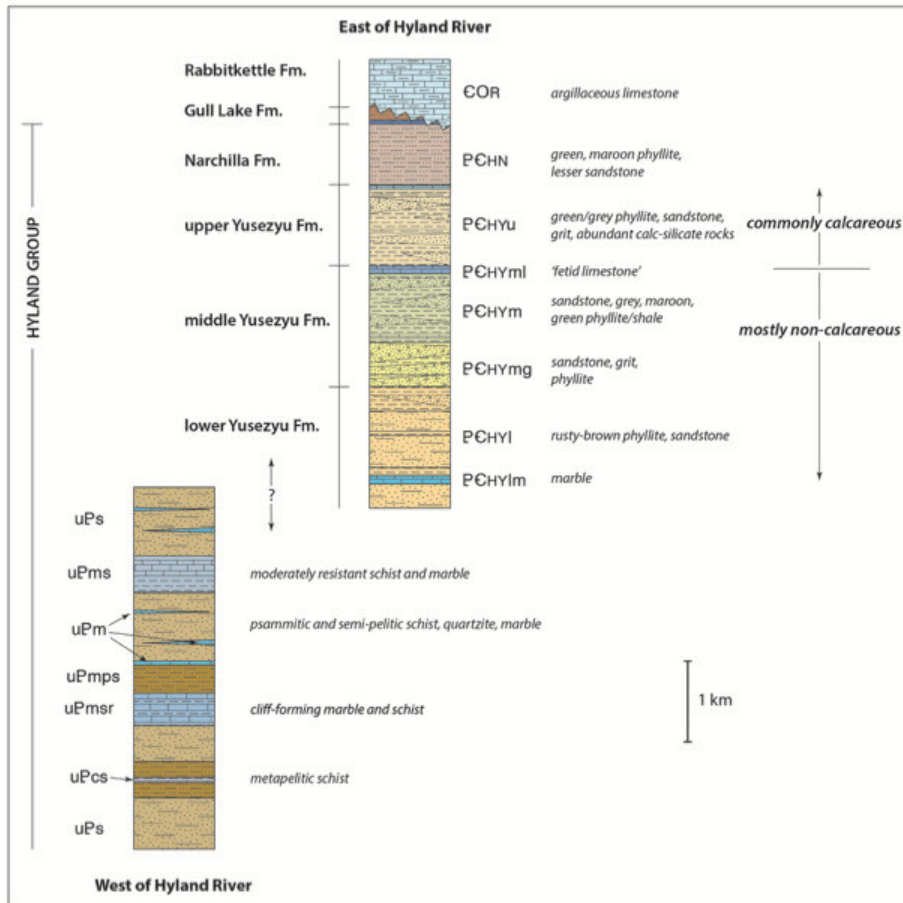 East of Hyland River
Rabbitkettle Fm.
ЄOR
argillaceous limestone
Gull Lake Fm.
Narchilla Fm.
PЄHN
green, maroon phyllite,
lesser sandstone
upper Yusezyu Fm.
PЄHYu
green/grey phyllite, sandstone,
grit, abundant calc-silicate rocks
commonly calcareous
PЄHYml
'fetid limestone'
middle Yusezyu Fm.
PЄHYm
sandstone, grey, maroon,
green phyllite/shale
mostly non-calcareous
PЄHYmg
sandstone, grit,
phyllite
lower Yusezyu Fm.
PЄHYl
rusty-brown phyllite, sandstone
PЄHYlm
marble
HYLAND GROUP
?
uPs
uPms
moderately resistant schist and marble
uPm
psammitic and semi-pelitic schist, quartzite, marble
uPmps
uPmsr
cliff-forming marble and schist
1 km
uPcs
metapelitic schist
uPs
West of Hyland River